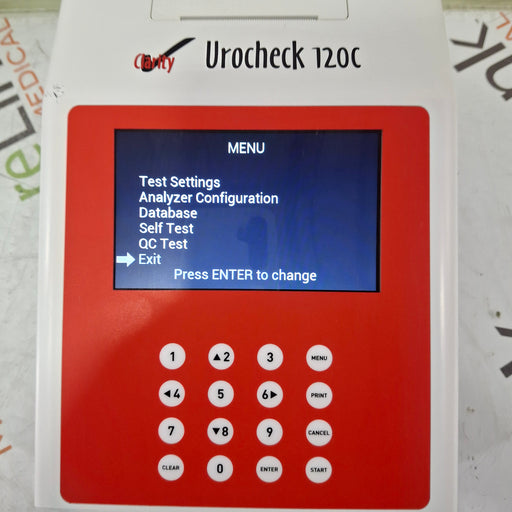 Clarity Urocheck 120c
MENU
Test Settings
Analyzer Configuration
Database
Self Test
QC Test
Exit
Press ENTER to change
1 ▲2 3 MENU
◀4 5 6▶ PRINT
7 ▼8 9 CANCEL
CLEAR 0 ENTER START
MEDICAL